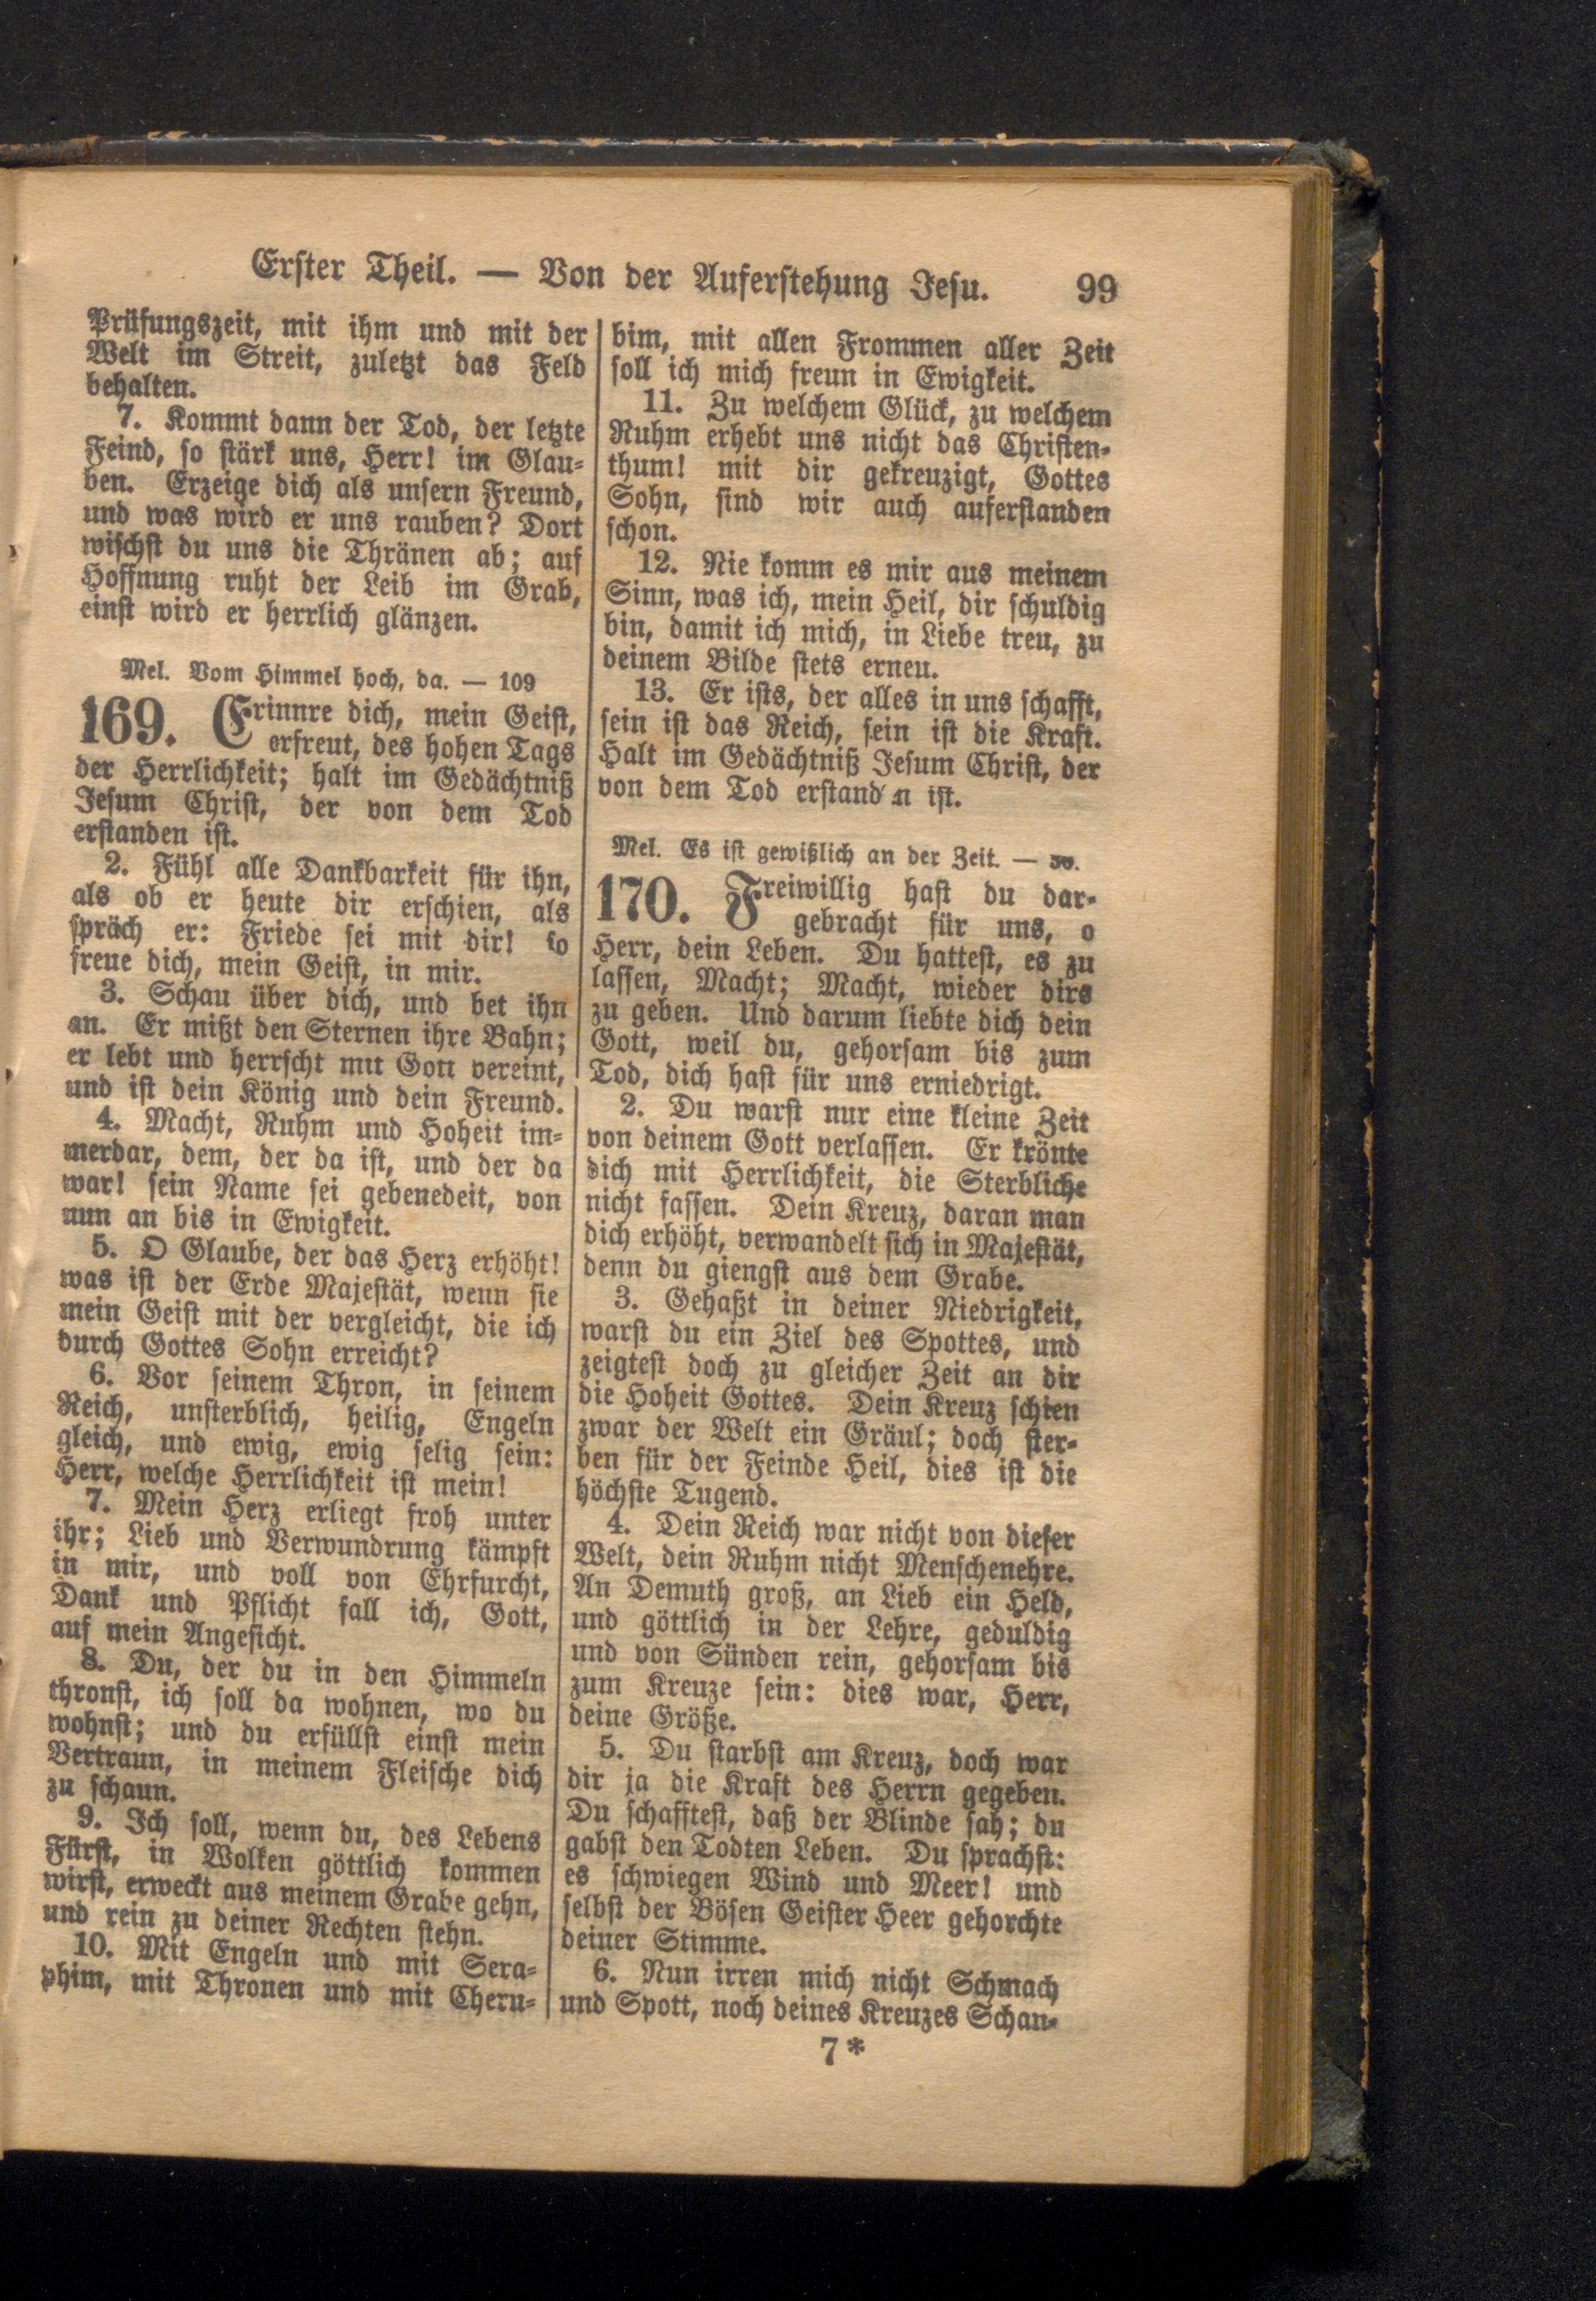 Erster Theil. — Von der Auferstehung Jesu. 99
Prüfungszeit, mit ihm und mit der
Welt im Streit, zuletzt das Feld
behalten.
7. Kommt dann der Tod, der letzte
Feind, so stärk uns, Herr! im Glau-
ben. Erzeige dich als unsern Freund,
und was wird er uns rauben? Dort
wischst du uns die Thränen ab; auf
Hoffnung ruht der Leib im Grab,
einst wird er herrlich glänzen.
Mel. Vom Himmel hoch, da. — 109
169. Erinnre dich, mein Geist,
erfreut, des hohen Tags
der Herrlichkeit; halt im Gedächtniß
Jesum Christ, der von dem Tod
erstanden ist.
2. Fühl alle Dankbarkeit für ihn,
als ob er heute dir erschien, als
spräch er: Friede sei mit dir! so
freue dich, mein Geist, in mir.
3. Schau über dich, und bet ihn
an. Er mißt den Sternen ihre Bahn;
er lebt und herrscht mit Gott vereint,
und ist dein König und dein Freund.
4. Macht, Ruhm und Hoheit im-
merdar, dem, der da ist, und der da
war! sein Name sei gebenedeit, von
nun an bis in Ewigkeit.
5. O Glaube, der das Herz erhöht!
was ist der Erde Majestät, wenn sie
mein Geist mit der vergleicht, die ich
durch Gottes Sohn erreicht?
6. Vor seinem Thron, in seinem
Reich, unsterblich, heilig, Engeln
gleich, und ewig, ewig selig sein:
Herr, welche Herrlichkeit ist mein!
7. Mein Herz erliegt froh unter
ihr; Lieb und Verwundrung kämpft
in mir, und voll von Ehrfurcht,
Dank und Pflicht fall ich, Gott,
auf mein Angesicht.
8. Du, der du in den Himmeln
thronst, ich soll da wohnen, wo du
wohnst; und du erfüllst einst mein
Vertraun, in meinem Fleische dich
zu schaun.
9. Ich soll, wenn du, des Lebens
Fürst, in Wolken göttlich kommen
wirst, erweckt aus meinem Grabe gehn,
und rein zu deiner Rechten stehn.
10. Mit Engeln und mit Sera-
phim, mit Thronen und mit Cheru-
bim, mit allen Frommen aller Zeit
soll ich mich freun in Ewigkeit.
11. Zu welchem Glück, zu welchem
Ruhm erhebt uns nicht das Christen-
thum! mit dir gekreuzigt, Gottes
Sohn, sind wir auch auferstanden
schon.
12. Nie komm es mir aus meinem
Sinn, was ich, mein Heil, dir schuldig
bin, damit ich mich, in Liebe treu, zu
deinem Bilde stets erneu.
13. Er ists, der alles in uns schafft,
sein ist das Reich, sein ist die Kraft.
Halt im Gedächtniß Jesum Christ, der
von dem Tod erstanden ist.
Mel. Es ist gewißlich an der Zeit. —
170. Freiwillig hast du dar-
gebracht für uns, o
Herr, dein Leben. Du hattest, es zu
lassen, Macht; Macht, wieder dirs
zu geben. Und darum liebte dich dein
Gott, weil du, gehorsam bis zum
Tod, dich hast für uns erniedrigt.
2. Du warst nur eine kleine Zeit
von deinem Gott verlassen. Er krönte
dich mit Herrlichkeit, die Sterbliche
nicht fassen. Dein Kreuz, daran man
dich erhöht, verwandelt sich in Majestät,
denn du giengst aus dem Grabe.
3. Gehaßt in deiner Niedrigkeit,
warst du ein Ziel des Spottes, und
zeigtest doch zu gleicher Zeit an dir
die Hoheit Gottes. Dein Kreuz schien
zwar der Welt ein Gräul; doch ster-
ben für der Feinde Heil, dies ist die
höchste Tugend.
4. Dein Reich war nicht von dieser
Welt, dein Ruhm nicht Menschenehre.
An Demuth groß, an Lieb ein Held,
und göttlich in der Lehre, geduldig
und von Sünden rein, gehorsam bis
zum Kreuze sein: dies war, Herr,
deine Größe.
5. Du starbst am Kreuz, doch war
dir ja die Kraft des Herrn gegeben.
Du schafftest, daß der Blinde sah; du
gabst den Todten Leben. Du sprachst:
es schwiegen Wind und Meer! und
selbst der Bösen Geister Heer gehorchte
deiner Stimme.
6. Nun irren mich nicht Schmach
und Spott, noch deines Kreuzes Schan-
7*